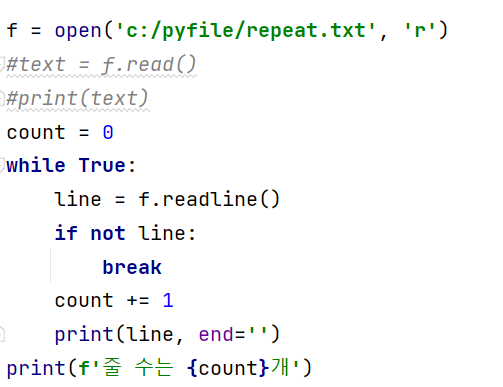 f = open('c:/pyfile/repeat.txt', 'r')
#text = f.read()
#print(text)
count = 0
while True:
    line = f.readline()
    if not line:
        break
    count += 1
    print(line, end='')
print(f'줄 수는 {count}개')